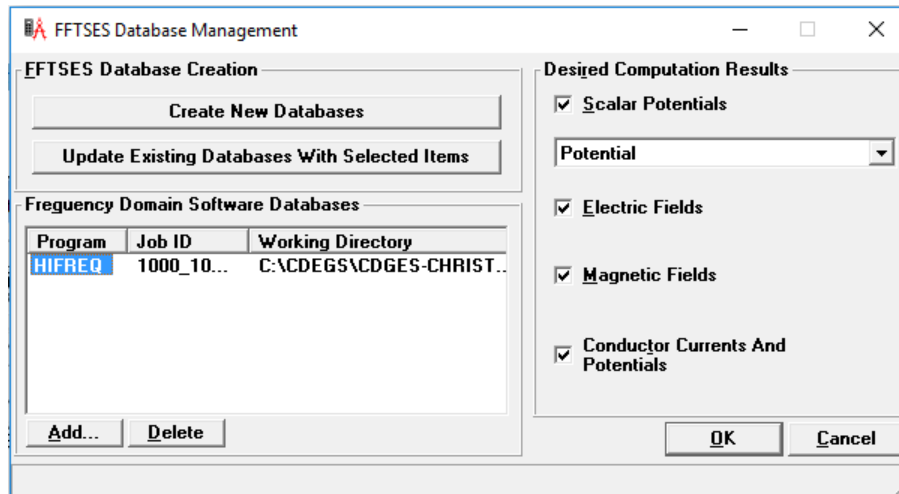 FFTSES Database Management
FFTSES Database Creation
Create New Databases
Update Existing Databases With Selected Items
Freguency Domain Software Databases
Program Job ID Working Directory
HIFREQ 1000_10... C:\CDEGS\CDGES-CHRIST..
Add... Delete
Desired Computation Results
Scalar Potentials
Potential
Electric Fields
Magnetic Fields
Conductor Currents And
Potentials
OK Cancel